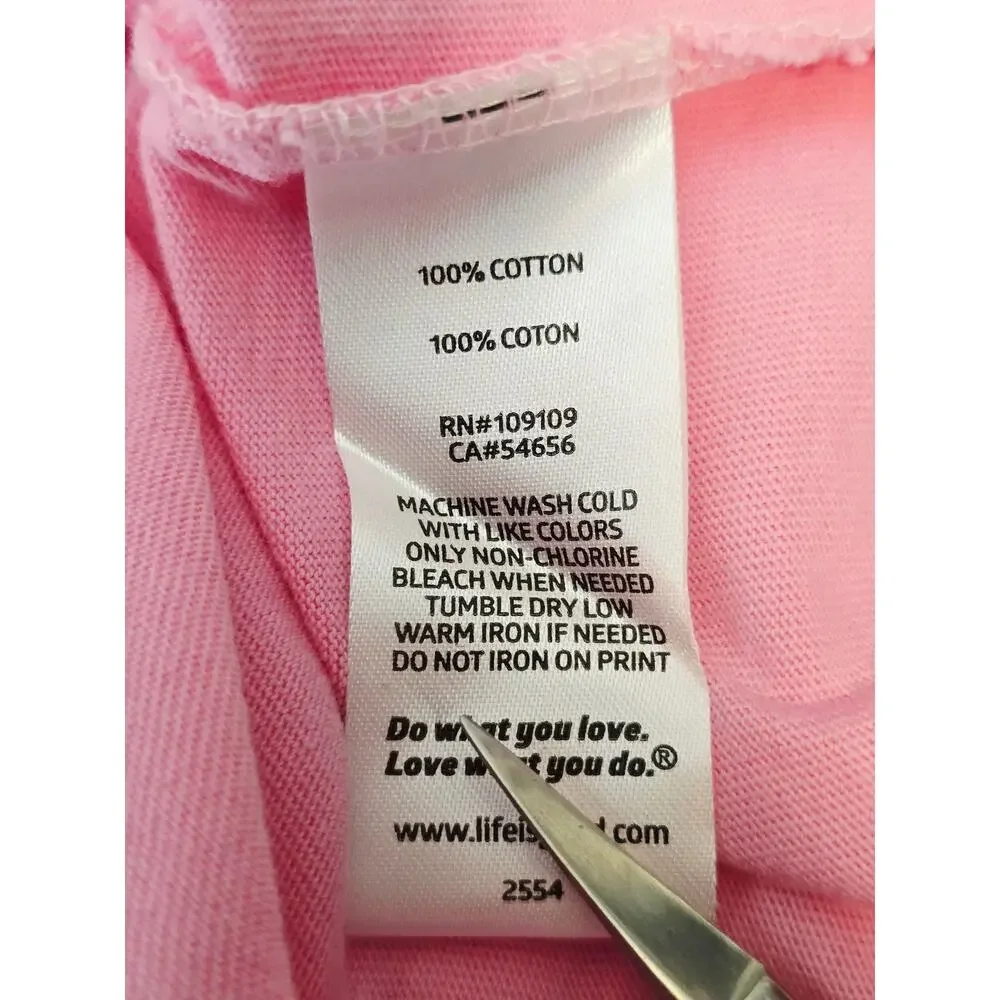 100% COTTON
100% COTON
RN#109109
CA#54656
MACHINE WASH COLD
WITH LIKE COLORS
ONLY NON-CHLORINE
BLEACH WHEN NEEDED
TUMBLE DRY LOW
WARM IRON IF NEEDED
DO NOT IRON ON PRINT
Do what you love.
Love what you do.®
2554